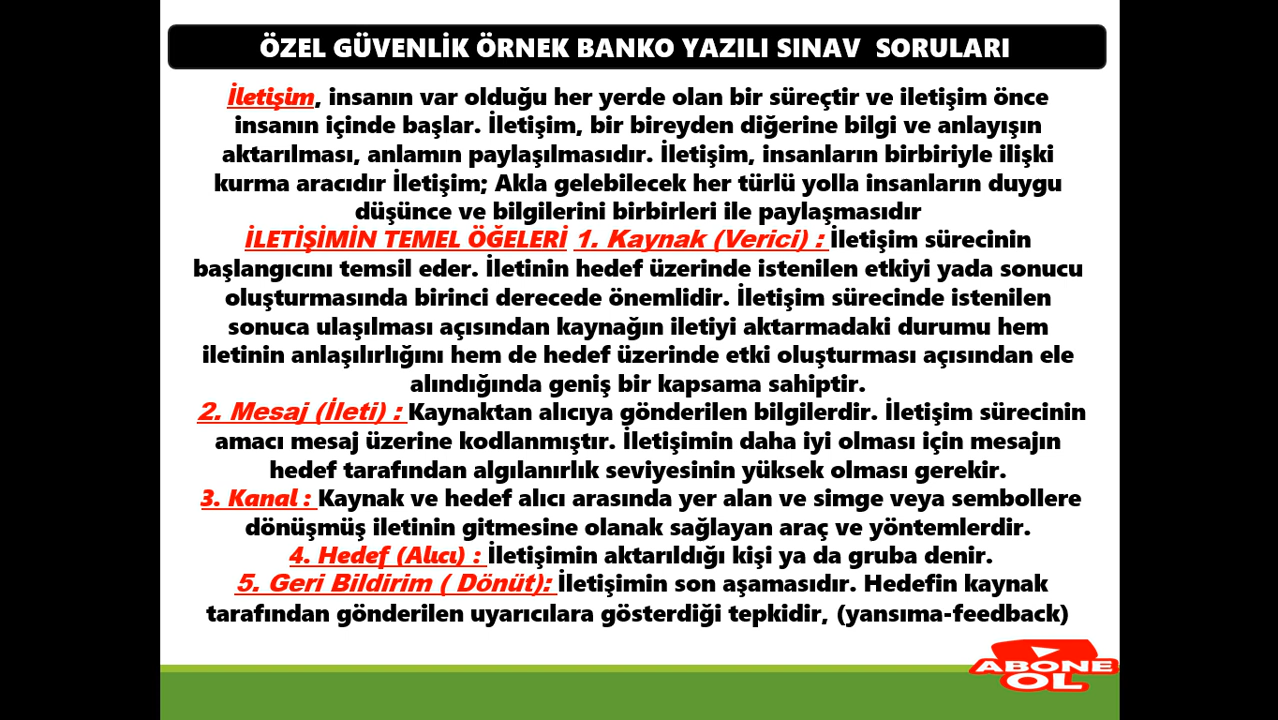 ÖZEL GÜVENLİK ÖRNEK BANKO YAZILI SINAV SORULARI
İletişim, insanın var olduğu her yerde olan bir süreçtir ve iletişim önce
insanın içinde başlar. İletişim, bir bireyden diğerine bilgi ve anlayışın
aktarılması, anlamın paylaşılmasıdır. İletişim, insanların birbiriyle ilişki
kurma aracıdır İletişim; Akla gelebilecek her türlü yolla insanların duygu
düşünce ve bilgilerini birbirleri ile paylaşmasıdır
İLETİŞİMİN TEMEL ÖĞELERİ 1. Kaynak (Verici) : İletişim sürecinin
başlangıcını temsil eder. İletinin hedef üzerinde istenilen etkiyi yada sonucu
oluşturmasında birinci derecede önemlidir. İletişim sürecinde istenilen
sonuca ulaşılması açısından kaynağın iletiyi aktarmadaki durumu hem
iletinin anlaşılırlığını hem de hedef üzerinde etki oluşturması açısından ele
alındığında geniş bir kapsama sahiptir.
2. Mesaj (İleti) : Kaynaktan alıcıya gönderilen bilgilerdir. İletişim sürecinin
amacı mesaj üzerine kodlanmıştır. İletişimin daha iyi olması için mesajın
hedef tarafından algılanırlık seviyesinin yüksek olması gerekir.
3. Kanal : Kaynak ve hedef alıcı arasında yer alan ve simge veya sembollere
dönüşmüş iletinin gitmesine olanak sağlayan araç ve yöntemlerdir.
4. Hedef (Alıcı) : İletişimin aktarıldığı kişi ya da gruba denir.
5. Geri Bildirim ( Dönüt): İletişimin son aşamasıdır. Hedefin kaynak
tarafından gönderilen uyarıcılara gösterdiği tepkidir, (yansıma-feedback)
ABONE
OL